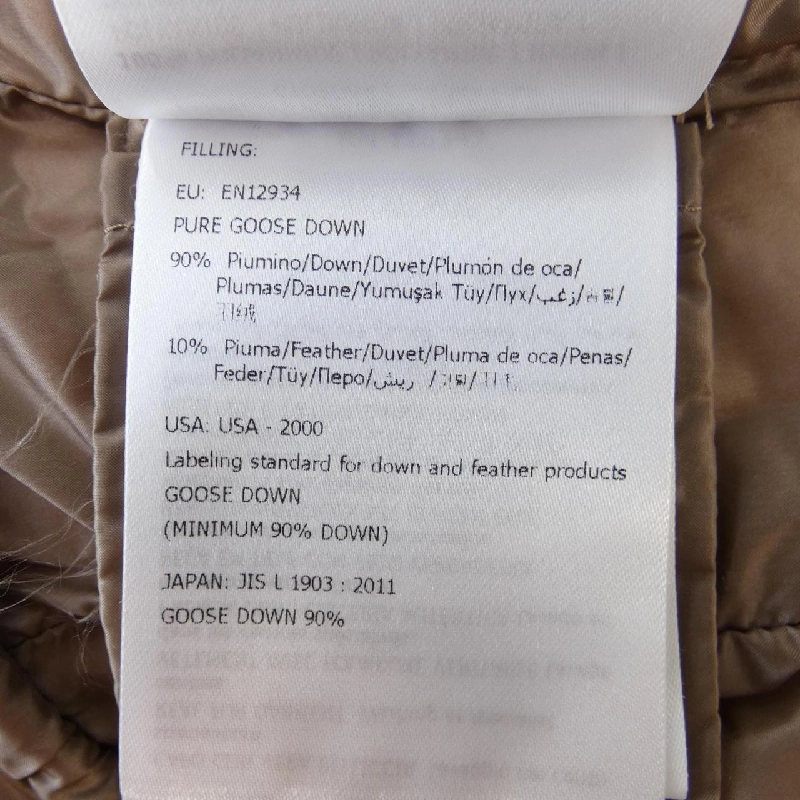 FILLING:
EU: EN12934
PURE GOOSE DOWN
90% Piumino/Down/Duvet/Plumón de oca/
Plumas/Daune/Yumuşak Tüy/Пух/زغب/
10% Piuma/Feather/Duvet/Pluma de oca/Penas/
Feder/Tüy/Перо/ريش /
USA: USA - 2000
Labeling standard for down and feather products
GOOSE DOWN
(MINIMUM 90% DOWN)
JAPAN: JIS L 1903 : 2011
GOOSE DOWN 90%